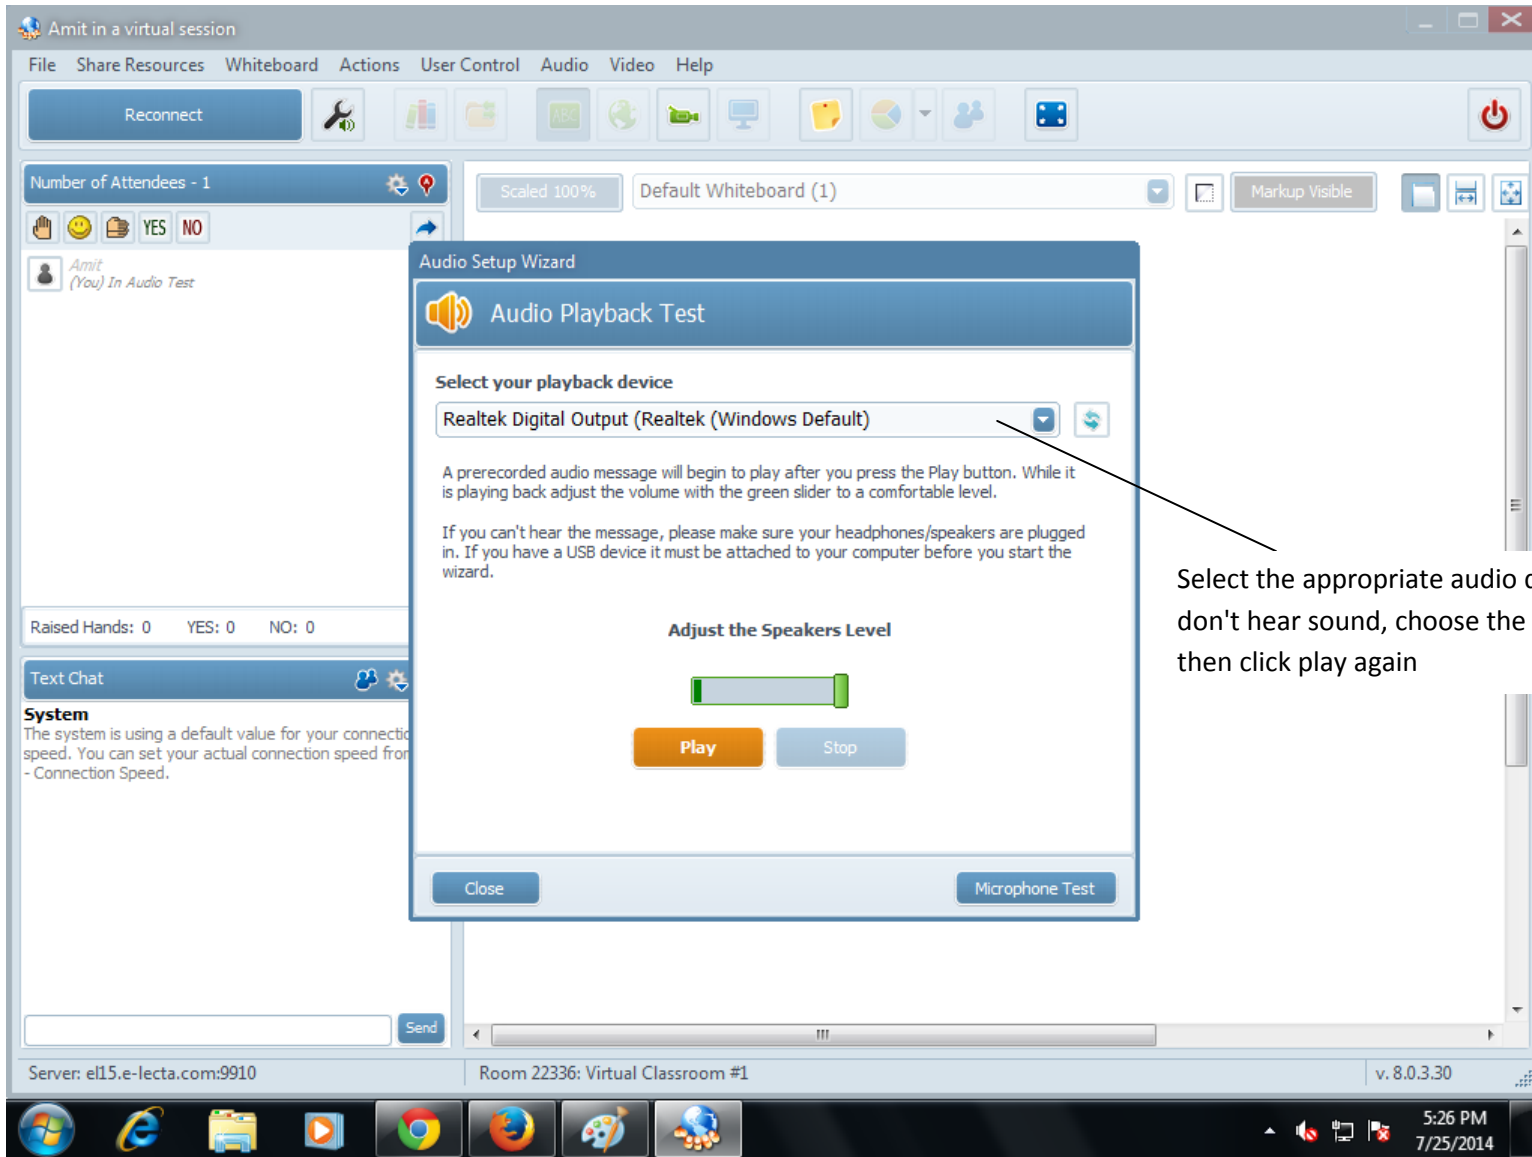 Amit in a virtual session
File Share Resources Whiteboard Actions User Control Audio Video Help
Reconnect
ABC
Number of Attendees - 1
A
YES NO
Amit
(You) In Audio Test
Scaled 100%
Default Whiteboard (1)
Markup Visible
Audio Setup Wizard
Audio Playback Test
Select your playback device
Realtek Digital Output (Realtek (Windows Default)
A prerecorded audio message will begin to play after you press the Play button. While it
is playing back adjust the volume with the green slider to a comfortable level.
If you can't hear the message, please make sure your headphones/speakers are plugged
in. If you have a USB device it must be attached to your computer before you start the
wizard.
Adjust the Speakers Level
Play
Stop
Close
Microphone Test
Select the appropriate audio
don't hear sound, choose the
then click play again
Raised Hands: 0 YES: 0 NO: 0
Text Chat
System
The system is using a default value for your
speed. You can set your actual connection speed
- Connection Speed.
Send
Server: el15.e-lecta.com:9910
Room 22336: Virtual Classroom #1
v. 8.0.3.30
5:26 PM
7/25/2014